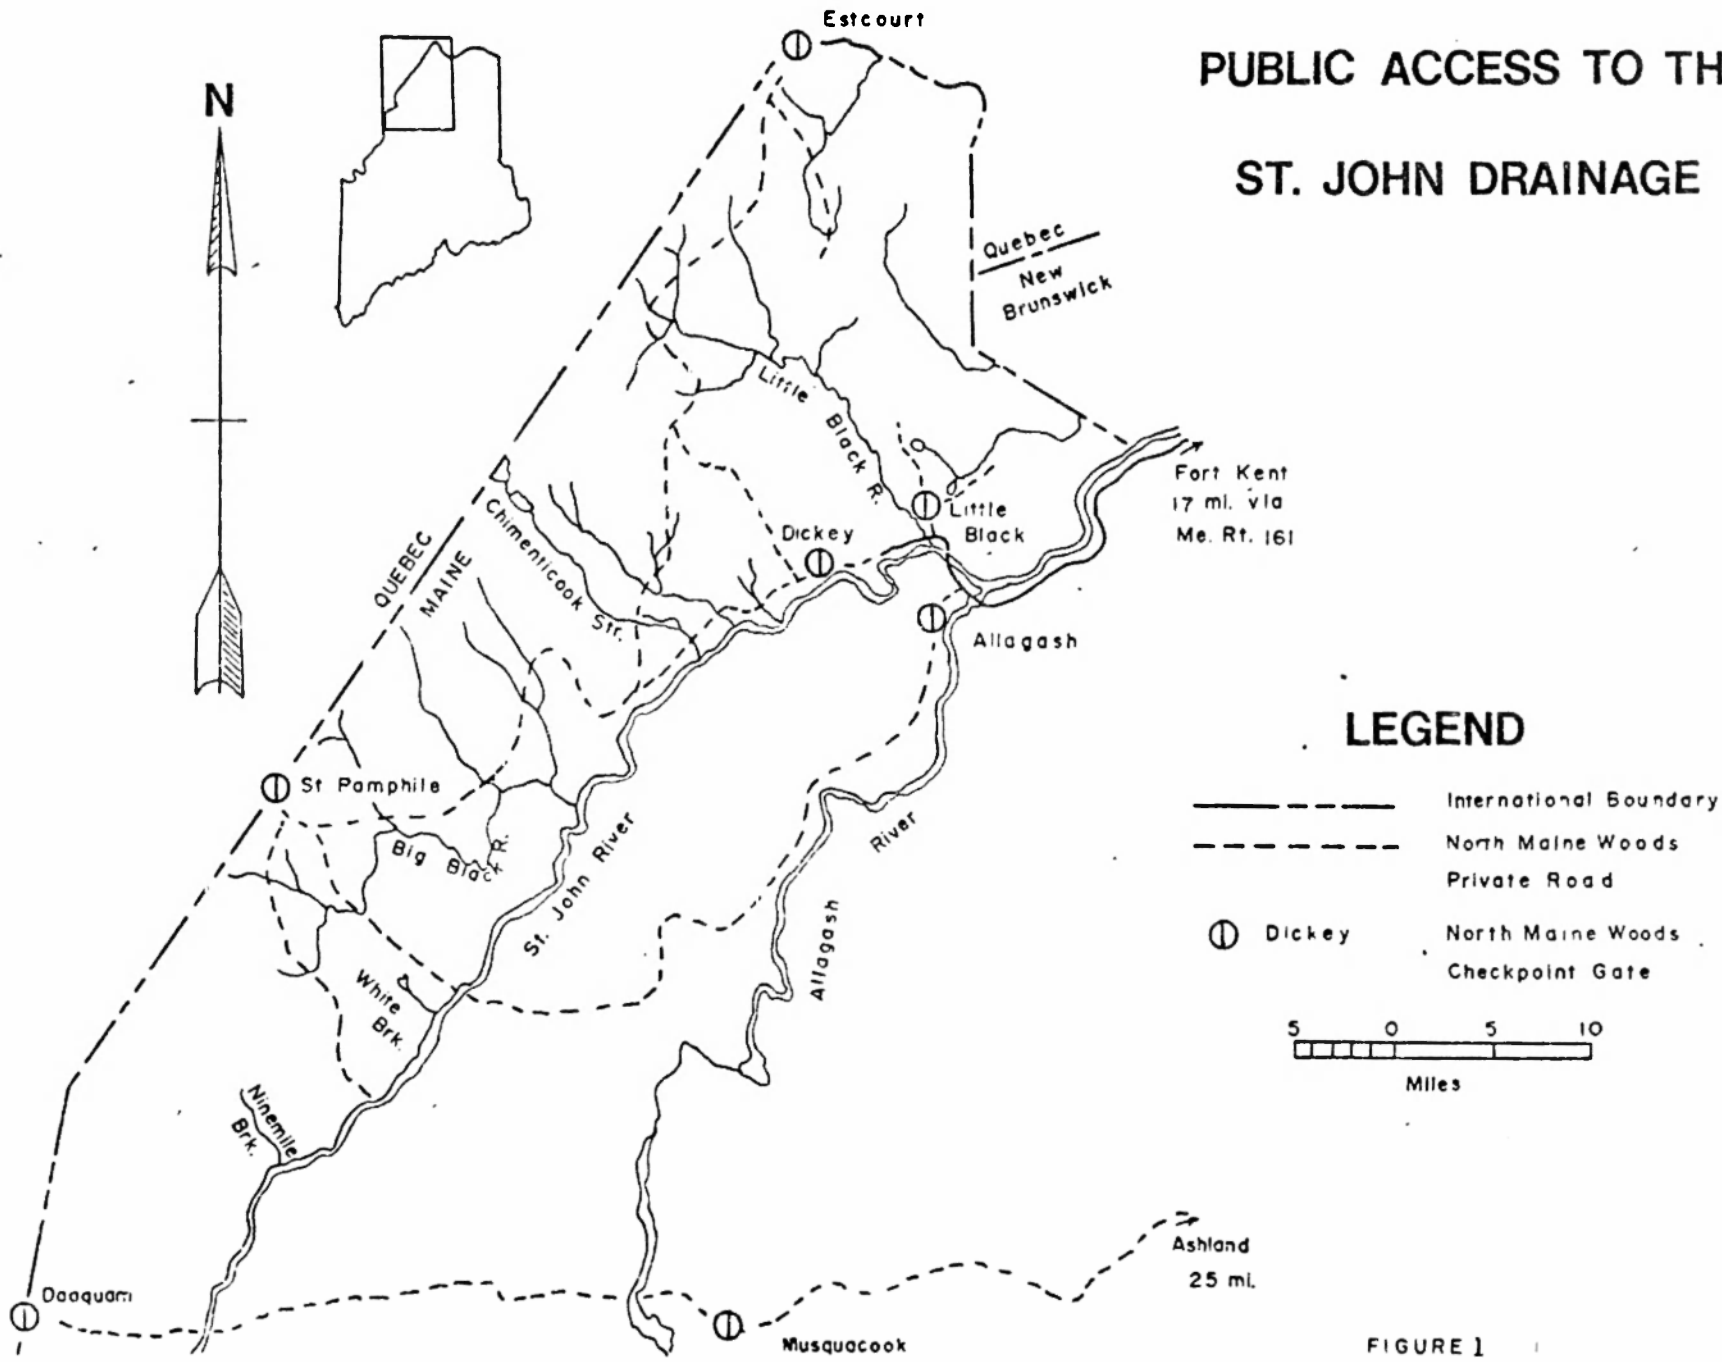 Estcourt
PUBLIC ACCESS TO TH
ST. JOHN DRAINAGE
N
Quebec
New
Brunswick
Little
Black
R.
Fort Kent
17 mi. via
Me. Rt. 161
Little
Black
Dickey
QUEBEC
MAINE
Chimenticook Str.
Allagash
LEGEND
International Boundary
North Maine Woods
Private Road
Dickey
North Maine Woods
Checkpoint Gate
5 0 5 10
Miles
St Pamphile
Big Black R.
St. John River
River
Allagash
White
Brk.
Ninemile
Brk.
Ashland
25 mi.
Daaquam
Musquacook
FIGURE 1